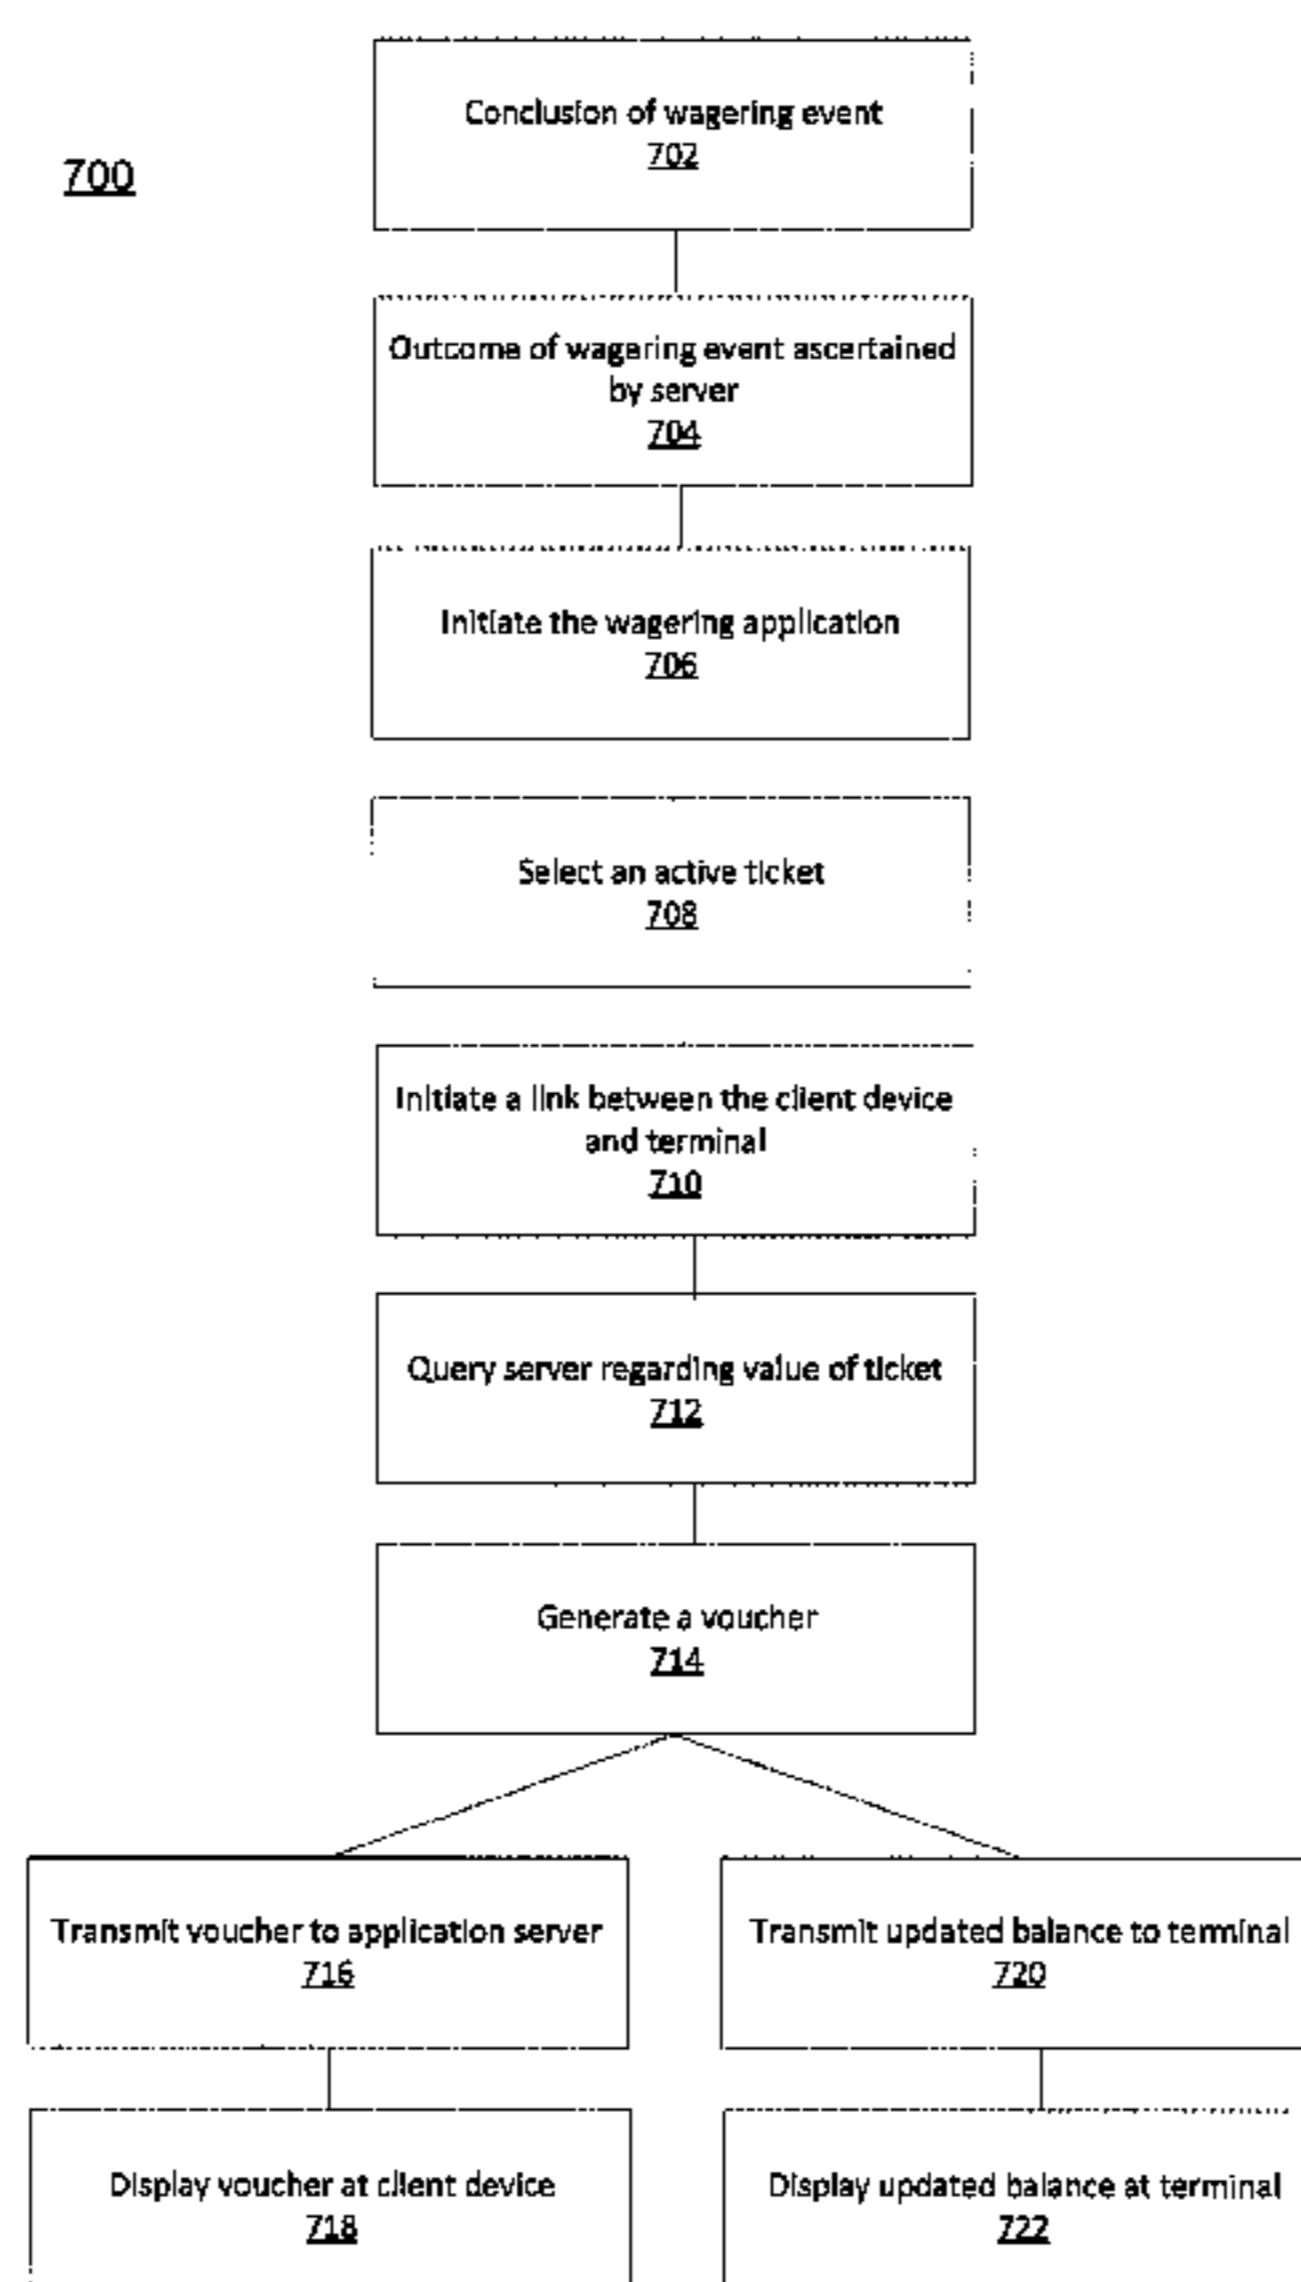 700
Conclusion of wagering event
702
Outcome of wagering event ascertained
by server
704
Initiate the wagering application
706
Select an active ticket
708
Initiate a link between the client device
and terminal
710
Query server regarding value of ticket
712
Generate a voucher
714
Transmit voucher to application server
716
Transmit updated balance to terminal
720
Display voucher at client device
718
Display updated balance at terminal
722